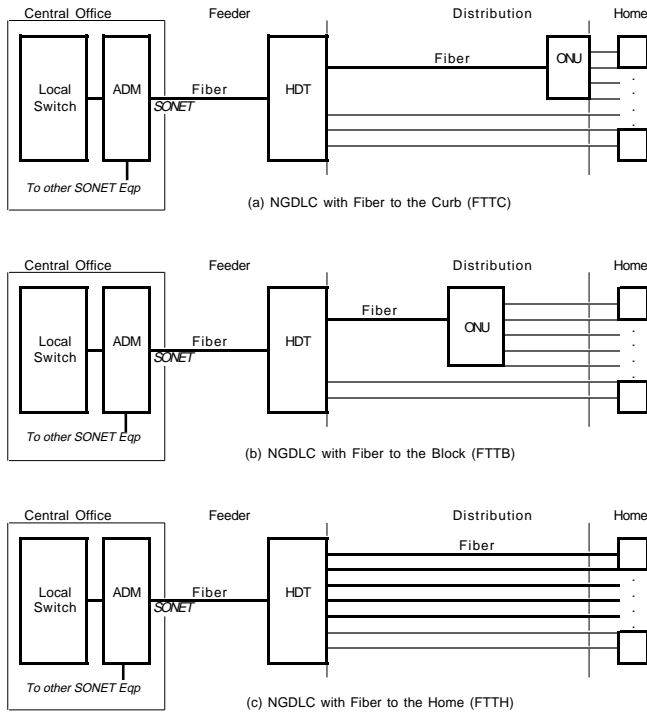 Central Office Feeder Distribution Home
Local Switch
ADM
Fiber
SONET
HDT
Fiber
ONU
To other SONET Eqp
(a) NGDLC with Fiber to the Curb (FTTC)
Central Office Feeder Distribution Home
Local Switch
ADM
Fiber
SONET
HDT
Fiber
ONU
To other SONET Eqp
(b) NGDLC with Fiber to the Block (FTTB)
Central Office Feeder Distribution Home
Fiber
Local Switch
ADM
Fiber
SONET
HDT
To other SONET Eqp
(c) NGDLC with Fiber to the Home (FTTH)